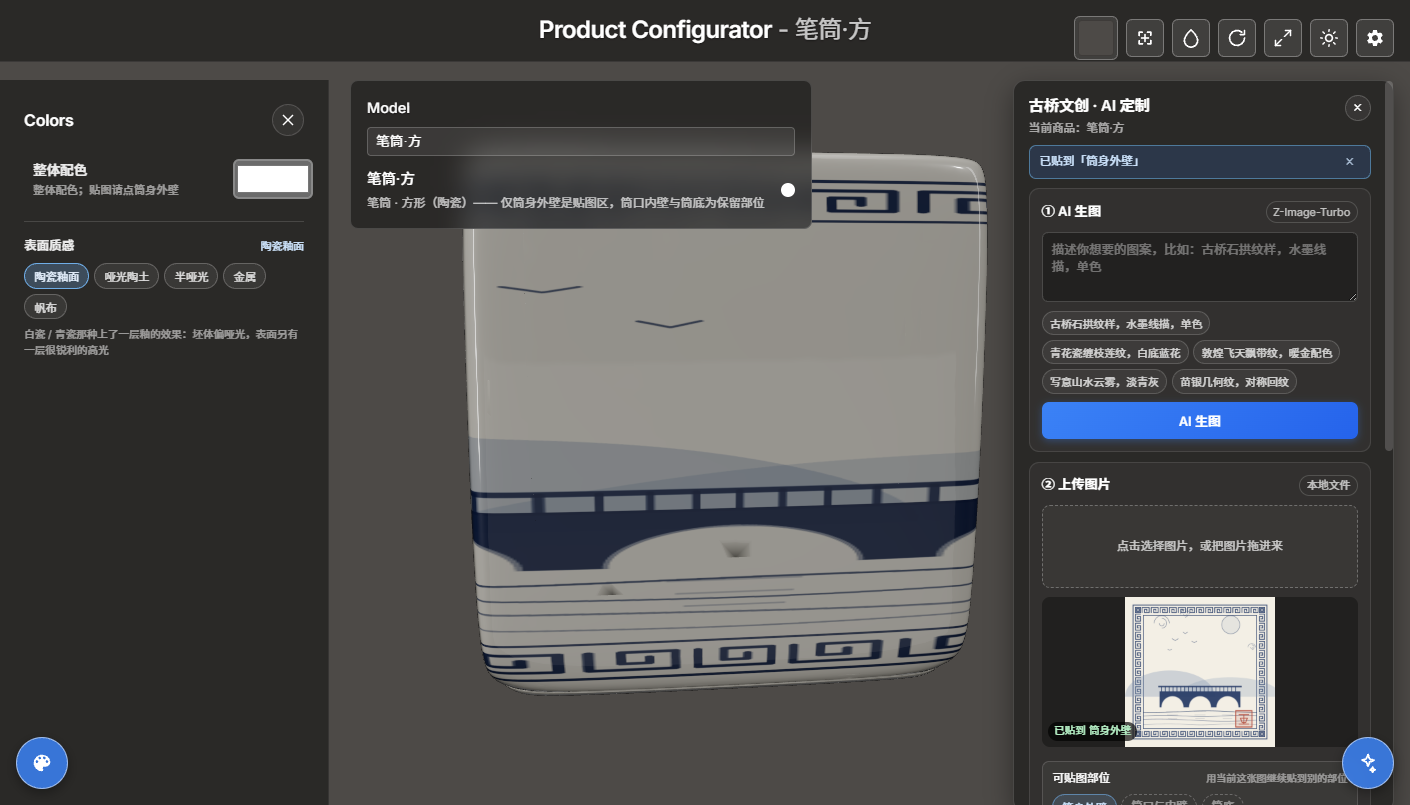 Product Configurator - 笔筒·方
Colors
整体配色
整体配色；贴图请点筒身外壁
表面质感
陶瓷釉面
陶瓷釉面
哑光陶土
半哑光
金属
帆布
白瓷 / 青瓷那种上了一层釉的效果：坯体偏哑光，表面另有
一层很锐利的高光
Model
笔筒·方
笔筒·方
笔筒 · 方形（陶瓷）—— 仅筒身外壁是贴图区，筒口内壁与筒底为保留部位
古桥文创 · AI 定制
当前商品：笔筒·方
已贴到「筒身外壁」
① AI 生图
Z-Image-Turbo
描述你想要的图案，比如：古桥石拱纹样，水墨线
描，单色
古桥石拱纹样，水墨线描，单色
青花瓷缠枝莲纹，白底蓝花
敦煌飞天飘带纹，暖金配色
写意山水云雾，淡青灰
苗银几何纹，对称回纹
AI 生图
② 上传图片
本地文件
点击选择图片，或把图片拖进来
已贴到 筒身外壁
可贴图部位
用当前这张图继续贴到别的部位
筒身外壁
筒口与内壁
筒底